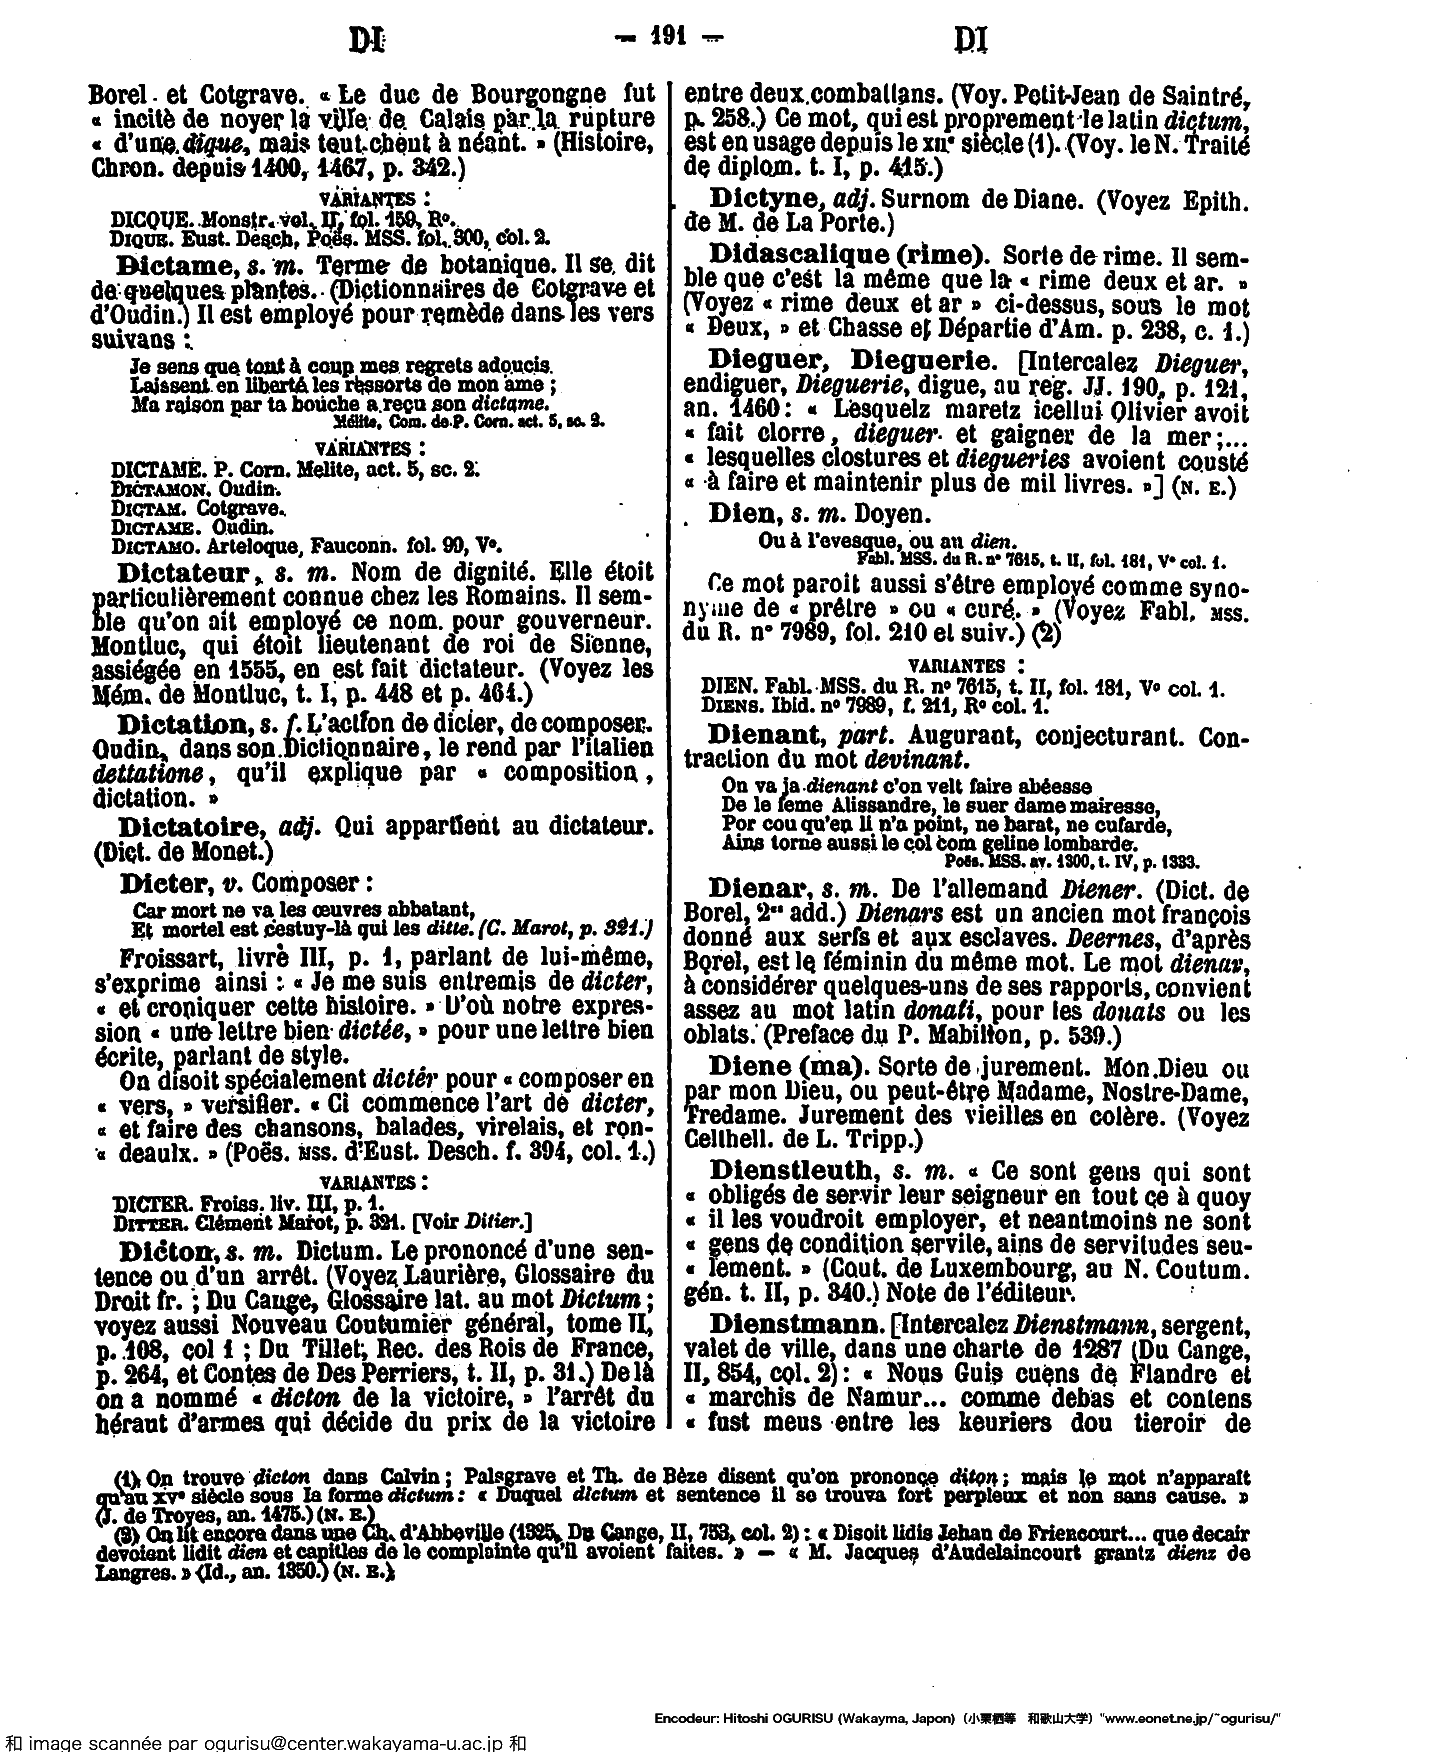 DI — 191 — DI
Borel et Cotgrave. « Le duc de Bourgongne fut
« incité de noyer la ville de Calais par la rupture
« d'une dique, mais tout cheut à néant. » (Histoire,
Chron. depuis 1400, 1467, p. 342.)
VARIANTES :
DICQUE. Monstr. vol. II, fol. 159, R°.
DIQUE. Eust. Desch. Poës. MSS. fol. 300, col. 2.
Dictame, s. m. Terme de botanique. Il se dit
de quelques plantes. (Dictionnaires de Cotgrave et
d'Oudin.) Il est employé pour remède dans les vers
suivans :
Je sens que tout à coup mes regrets adoucis
Laissent en liberté les ressorts de mon ame ;
Ma raison par ta bouche a reçu son dictame.
Mélite, Com. de P. Corn. act. 5, sc. 2.
VARIANTES :
DICTAME. P. Corn. Melite, act. 5, sc. 2.
DICTAMON. Oudin.
DICTAM. Cotgrave.
DICTAME. Oudin.
DICTAMO. Arteloque, Fauconn. fol. 99, V°.
Dictateur, s. m. Nom de dignité. Elle étoit
particulièrement connue chez les Romains. Il sem-
ble qu'on ait employé ce nom pour gouverneur.
Montluc, qui étoit lieutenant de roi de Sienne,
assiégée en 1555, en est fait dictateur. (Voyez les
Mém. de Montluc, t. I, p. 448 et p. 461.)
Dictation, s. f. L'action de dicter, de composer.
Oudin, dans son Dictionnaire, le rend par l'italien
dettatione, qu'il explique par « composition,
dictation. »
Dictatoire, adj. Qui appartient au dictateur.
(Dict. de Monet.)
Dicter, v. Composer :
Car mort ne va les œuvres abbatant,
Et mortel est cestuy-là qui les ditte. (C. Marot, p. 321.)
Froissart, livre III, p. 1, parlant de lui-même,
s'exprime ainsi : « Je me suis entremis de dicter,
« et croniquer cette histoire. » D'où notre expres-
sion « une lettre bien dictée, » pour une lettre bien
écrite, parlant de style.
On disoit spécialement dicter pour « composer en
« vers, » versifier. « Ci commence l'art de dicter,
« et faire des chansons, balades, virelais, et ron-
« deaulx. » (Poës. MSS. d'Eust. Desch. f. 394, col. 1.)
VARIANTES :
DICTER. Froiss. liv. III, p. 1.
DITTER. Clément Marot, p. 321. [Voir Ditier.]
Dicton, s. m. Dictum. Le prononcé d'une sen-
tence ou d'un arrêt. (Voyez Laurière, Glossaire du
Droit fr. ; Du Cange, Glossaire lat. au mot Dictum ;
voyez aussi Nouveau Coutumier général, tome II,
p. 108, col 1 ; Du Tillet, Rec. des Rois de France,
p. 264, et Contes de Des Perriers, t. II, p. 31.) De là
on a nommé « dicton de la victoire, » l'arrêt du
héraut d'armes qui décide du prix de la victoire
entre deux combattans. (Voy. Petit-Jean de Saintré,
p. 258.) Ce mot, qui est proprement le latin dictum,
est en usage depuis le XIIe siècle (1). (Voy. le N. Traité
de diplom. t. I, p. 415.)
Dictyne, adj. Surnom de Diane. (Voyez Epith.
de M. de La Porte.)
Didascalique (rime). Sorte de rime. Il sem-
ble que c'est la même que la « rime deux et ar. »
(Voyez « rime deux et ar » ci-dessus, sous le mot
« Deux, » et Chasse et Départie d'Am. p. 238, c. 1.)
Dieguer, Dieguerie. [Intercalez Dieguer,
endiguer, Dieguerie, digue, au reg. JJ. 190, p. 121,
an. 1460 : « Lesquelz maretz icellui Olivier avoit
« fait clorre, dieguer et gaigner de la mer ;...
« lesquelles clostures et diegueries avoient cousté
« à faire et maintenir plus de mil livres. »] (N. E.)
Dien, s. m. Doyen.
Ou à l'evesque, ou au dien.
Fabl. MSS. du R. n° 7615, t. II, fol. 181, V° col. 1.
Ce mot paroit aussi s'être employé comme syno-
nyme de « prêtre » ou « curé. » (Voyez Fabl. MSS.
du R. n° 7989, fol. 210 et suiv.) (2)
VARIANTES :
DIEN. Fabl. MSS. du R. n° 7615, t. II, fol. 181, V° col. 1.
DIENS. Ibid. n° 7989, f. 211, R° col. 1.
Dienant, part. Augurant, conjecturant. Con-
traction du mot devinant.
On va ja dienant c'on velt faire abéesse
De le feme Alissandre, le suer dame mairesse,
Por cou qu'en li n'a point, ne barat, ne cufarde,
Ains torne aussi le col com geline lombarde.
Poës. MSS. av. 1300, t. IV, p. 1333.
Dienar, s. m. De l'allemand Diener. (Dict. de
Borel, 2es add.) Dienars est un ancien mot françois
donné aux serfs et aux esclaves. Deernes, d'après
Borel, est le féminin du même mot. Le mot dienar,
à considérer quelques-uns de ses rapports, convient
assez au mot latin donati, pour les donats ou les
oblats. (Preface du P. Mabillon, p. 539.)
Diene (ma). Sorte de jurement. Mon Dieu ou
par mon Dieu, ou peut-être Madame, Nostre-Dame,
Tredame. Jurement des vieilles en colère. (Voyez
Celthell. de L. Tripp.)
Dienstleuth, s. m. « Ce sont gens qui sont
« obligés de servir leur seigneur en tout ce à quoy
« il les voudroit employer, et neantmoins ne sont
« gens de condition servile, ains de servitudes seu-
« lement. » (Cout. de Luxembourg, au N. Coutum.
gén. t. II, p. 340.) Note de l'éditeur.
Dienstmann. [Intercalez Dienstmann, sergent,
valet de ville, dans une charte de 1287 (Du Cange,
II, 854, col. 2) : « Nous Guis cuens de Flandre et
« marchis de Namur... comme debas et contens
« fust meus entre les keuriers dou tieroir de
(1) On trouve dicton dans Calvin ; Palsgrave et Th. de Bèze disent qu'on prononce diton ; mais le mot n'apparaît
qu'au XVe siècle sous la forme dictum : « Duquel dictum et sentence il se trouva fort perpleux et non sans cause. »
(J. de Troyes, an. 1475.) (N. E.)
(2) On lit encore dans une Ch. d'Abbeville (1325, Du Cange, II, 753, col. 2) : « Disoit lidis Jehan de Friencourt... que decair
devoient lidit dien et capitles de le complainte qu'il avoient faites. » — « M. Jacques d'Audelaincourt grantz dienz de
Langres. » (Id., an. 1350.) (N. E.)
Encodeur: Hitoshi OGURISU (Wakayma, Japon) (小栗栖等 和歌山大学) "www.eonet.ne.jp/~ogurisu/"
和 image scannée par ogurisu@center.wakayama-u.ac.jp 和